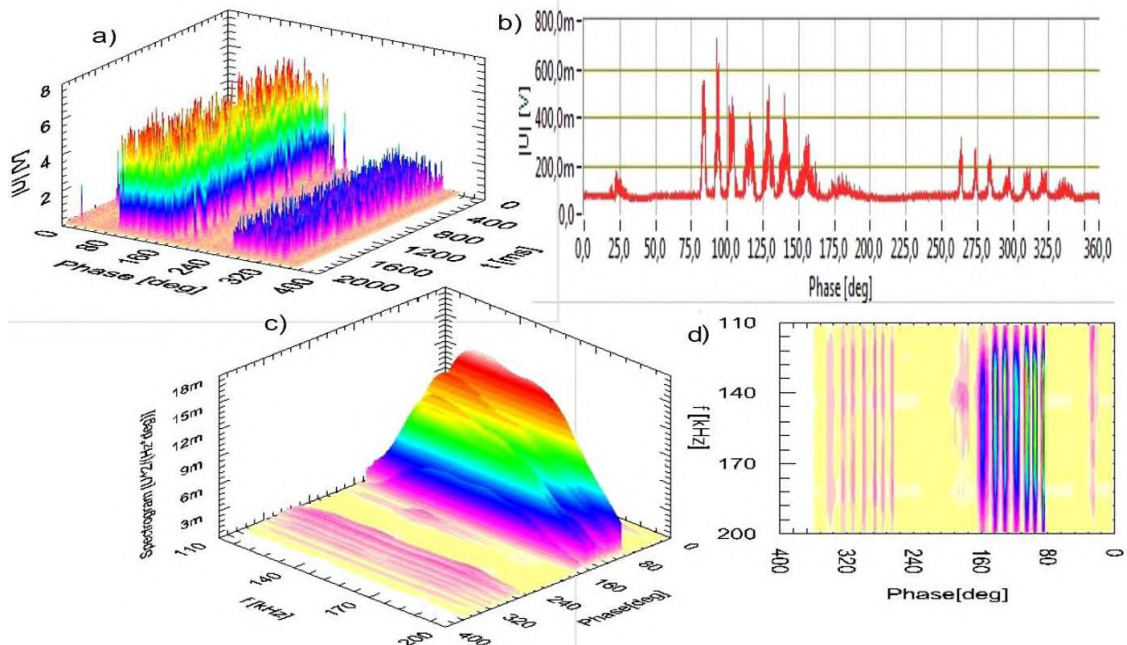 a)
8
6
4
2
|U| [V]
0
80
160
240
320
400
Phase [deg]
0
400
800
1200
1600
2000
t [ms]
b)
800,0m
600,0m
400,0m
200,0m
0,0
|U| [V]
0,0 25,0 50,0 75,0 100,0 125,0 150,0 175,0 200,0 225,0 250,0 275,0 300,0 325,0 360,0
Phase [deg]
c)
18m
15m
12m
9m
6m
3m
Spectrogram [U^2/(Hz*deg)]
110
140
170
200
f [kHz]
0
80
160
240
320
400
Phase[deg]
d)
110
140
170
200
f [kHz]
400 320 240 160 80 0
Phase[deg]